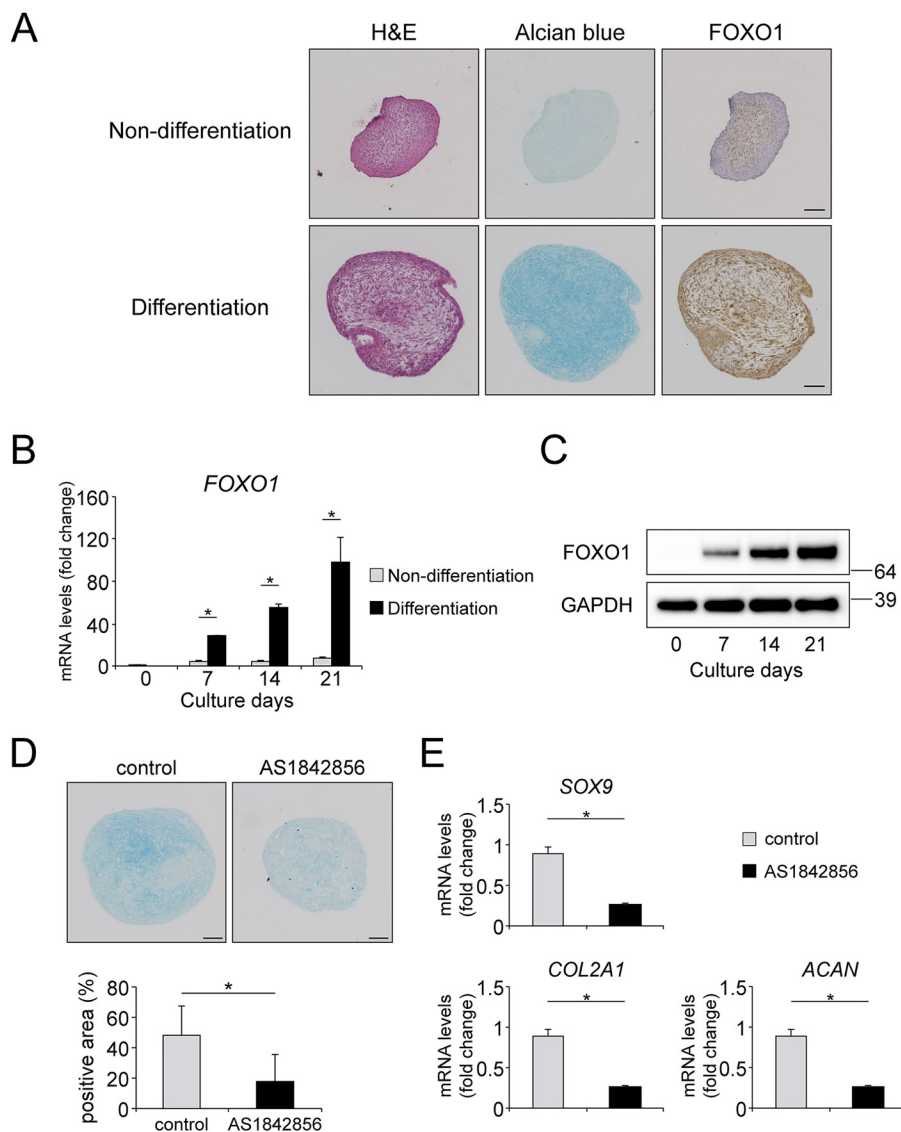 A
H&E Alcian blue FOXO1
Non-differentiation
Differentiation
B
FOXO1
mRNA levels (fold change)
160
120
80
40
0
* * *
0 7 14 21
Culture days
Non-differentiation
Differentiation
C
FOXO1
64
GAPDH
39
0 7 14 21
Culture days
D
control AS1842856
positive area (%)
80
60
40
20
0
*
control AS1842856
E
SOX9
mRNA levels
(fold change)
1.5
1
0.5
0
*
control
AS1842856
COL2A1
mRNA levels
(fold change)
1.5
1
0.5
0
*
ACAN
mRNA levels
(fold change)
1.5
1
0.5
0
*